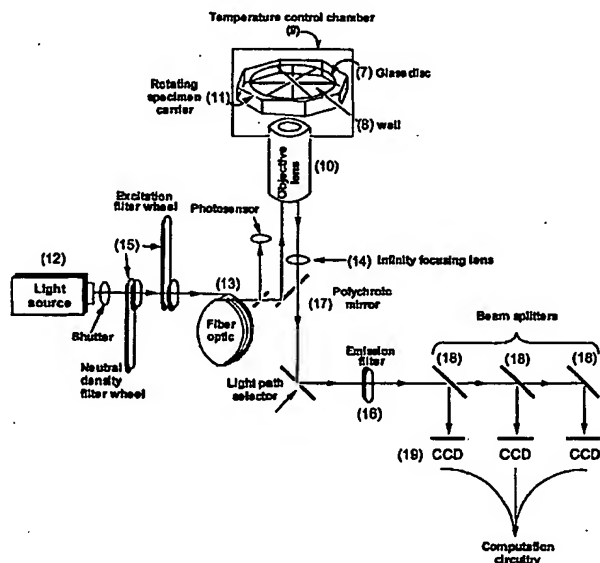 Temperature control chamber
(9)
(7) Glass disc
Rotating
specimen
carrier
(11)
(8) well
(10)
Objective
lens
Photosensor
Excitation
filter wheel
(14) Infinity focusing lens
(12)
(15)
(13)
Polychroic
mirror
(17)
Light
source
Shutter
Fiber
optic
Neutral
density
filter wheel
Beam splitters
Emission
filter
(18)
(18)
(18)
Light path
selector
(16)
(19) CCD
CCD
CCD
Computation
circuitry